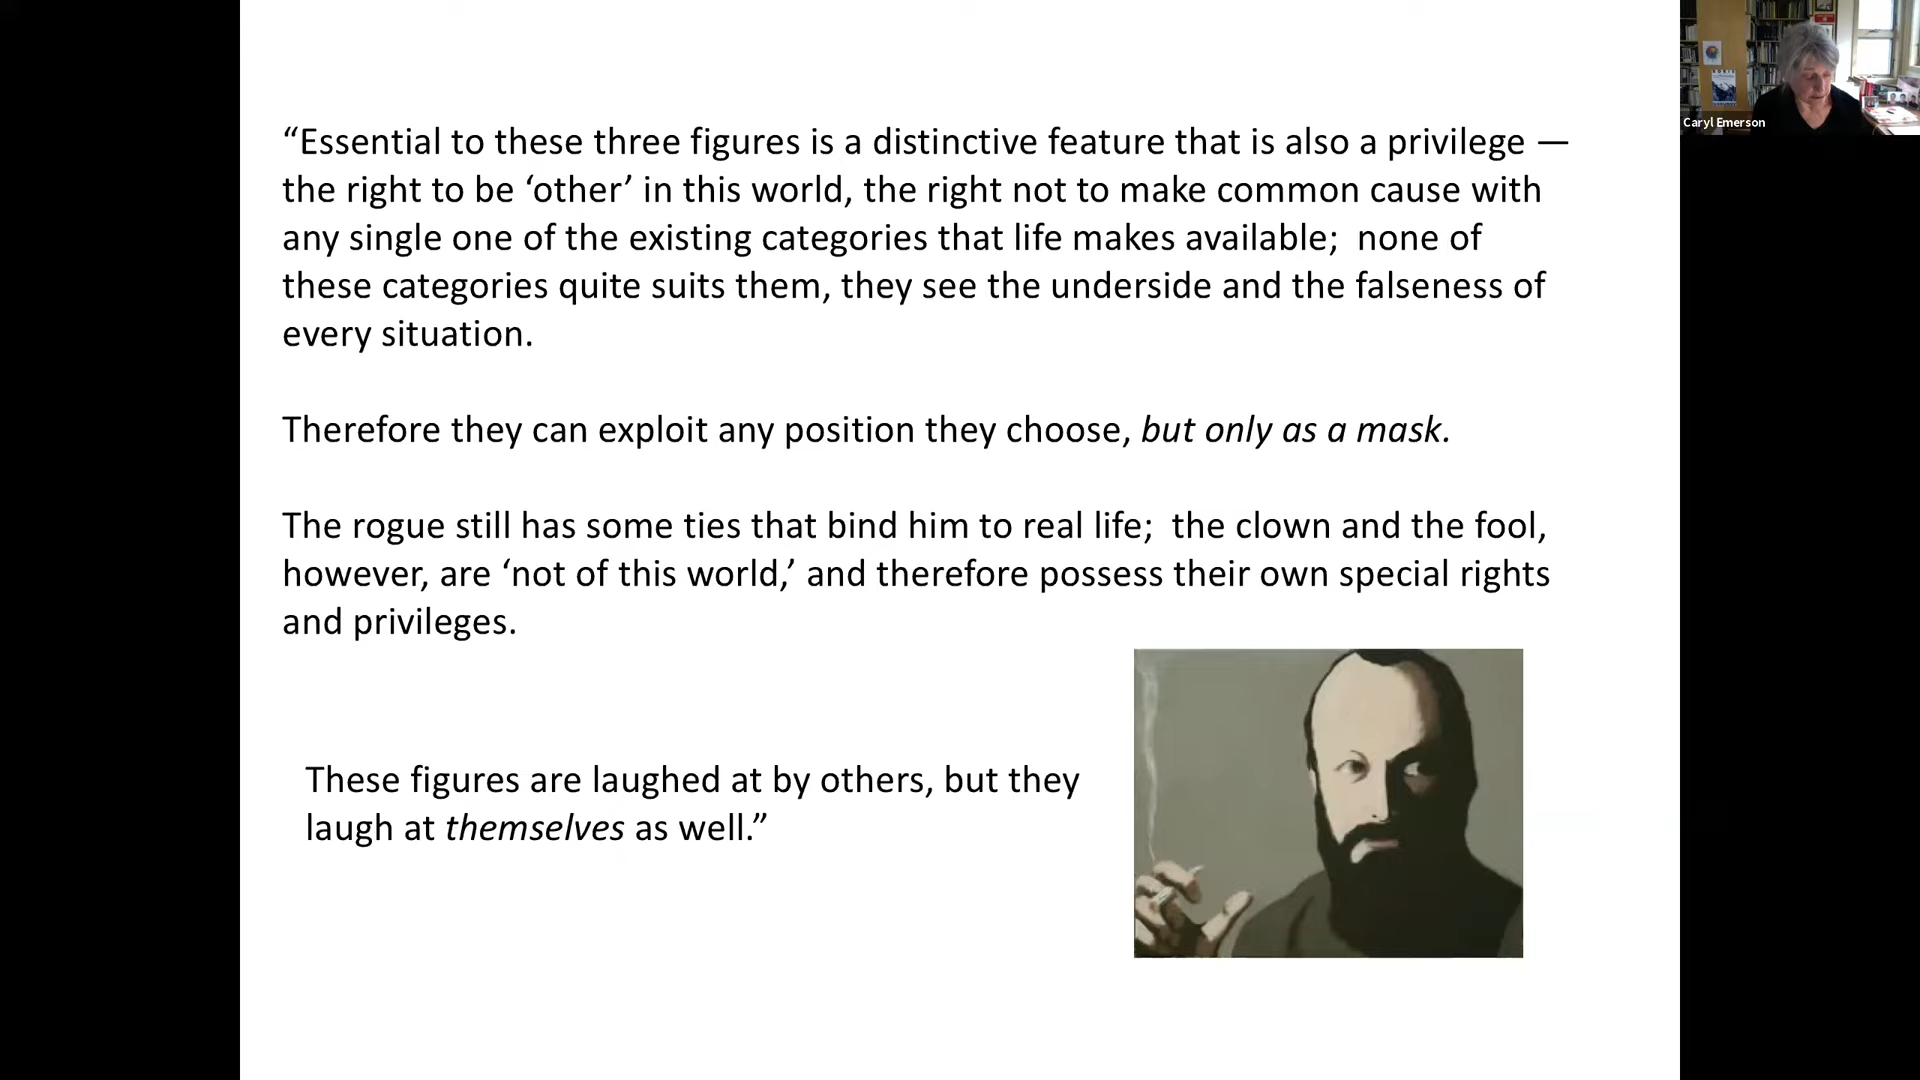 Caryl Emerson
“Essential to these three figures is a distinctive feature that is also a privilege —
the right to be ‘other’ in this world, the right not to make common cause with
any single one of the existing categories that life makes available;  none of
these categories quite suits them, they see the underside and the falseness of
every situation.
Therefore they can exploit any position they choose, but only as a mask.
The rogue still has some ties that bind him to real life;  the clown and the fool,
however, are ‘not of this world,’ and therefore possess their own special rights
and privileges.
These figures are laughed at by others, but they
laugh at themselves as well.”